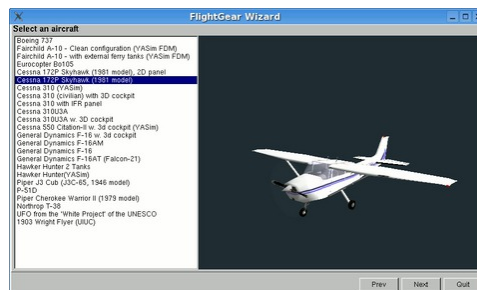 FlightGear Wizard
Select an aircraft
Boeing 737
Fairchild A-10 - Clean configuration (YASim FDM)
Fairchild A-10 - with external ferry tanks (YASim FDM)
Eurocopter Bo105
Cessna 172P Skyhawk (1981 model), 2D panel
Cessna 172P Skyhawk (1981 model)
Cessna 310 (YASim)
Cessna 310 (civilian) with 3D cockpit
Cessna 310 with IFR panel
Cessna 310U3A
Cessna 310U3A w. 3D cockpit
Cessna 550 Citation-II w. 3d cockpit (YASim)
General Dynamics F-16 w. 3d cockpit
General Dynamics F-16AM
General Dynamics F-16
General Dynamics F-16AT (Falcon-21)
Hawker Hunter 2 Tanks
Hawker Hunter(YASim)
Piper J3 Cub (J3C-65, 1946 model)
P-51D
Piper Cherokee Warrior II (1979 model)
Northrop T-38
UFO from the 'White Project' of the UNESCO
1903 Wright Flyer (UIUC)
Prev Next Quit